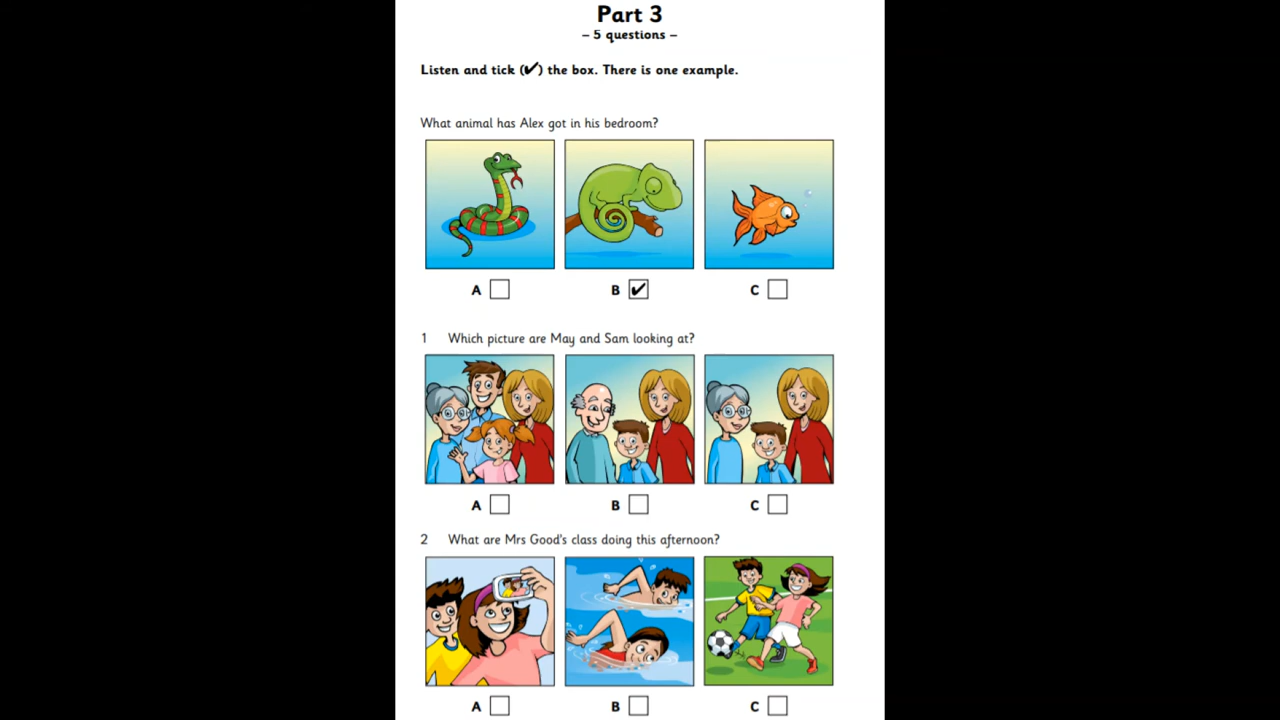 Part 3
– 5 questions –
Listen and tick (✔) the box. There is one example.
What animal has Alex got in his bedroom?
A B ✔ C
1 Which picture are May and Sam looking at?
A B C
2 What are Mrs Good's class doing this afternoon?
A B C